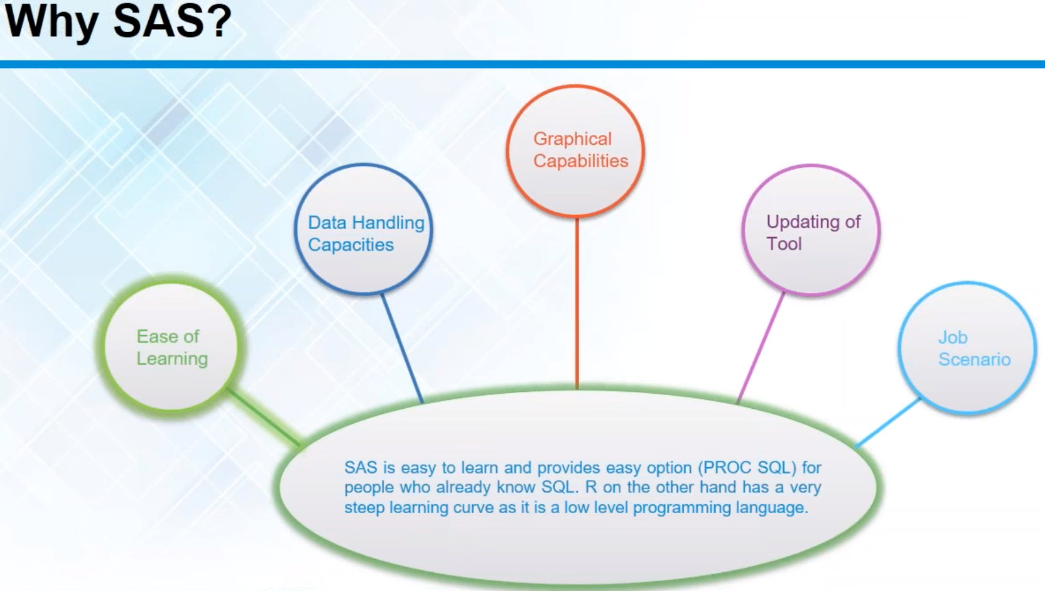 Why SAS?
Graphical
Capabilities
Data Handling
Capacities
Updating of
Tool
Ease of
Learning
Job
Scenario
SAS is easy to learn and provides easy option (PROC SQL) for
people who already know SQL. R on the other hand has a very
steep learning curve as it is a low level programming language.